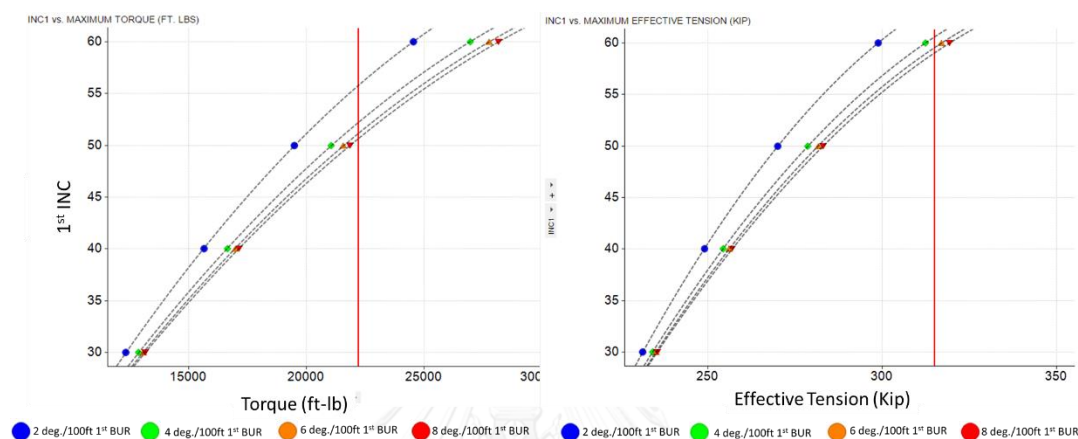 INC1 vs. MAXIMUM TORQUE (FT. LBS)
60
55
50
45
40
35
30
1st INC
15000
20000
25000
300
Torque (ft-lb)
2 deg./100ft 1st BUR
4 deg./100ft 1st BUR
6 deg./100ft 1st BUR
8 deg./100ft 1st BUR
INC1 vs. MAXIMUM EFFECTIVE TENSION (KIP)
60
55
50
45
40
35
30
INC1
250
300
350
Effective Tension (Kip)
2 deg./100ft 1st BUR
4 deg./100ft 1st BUR
6 deg./100ft 1st BUR
8 deg./100ft 1st BUR